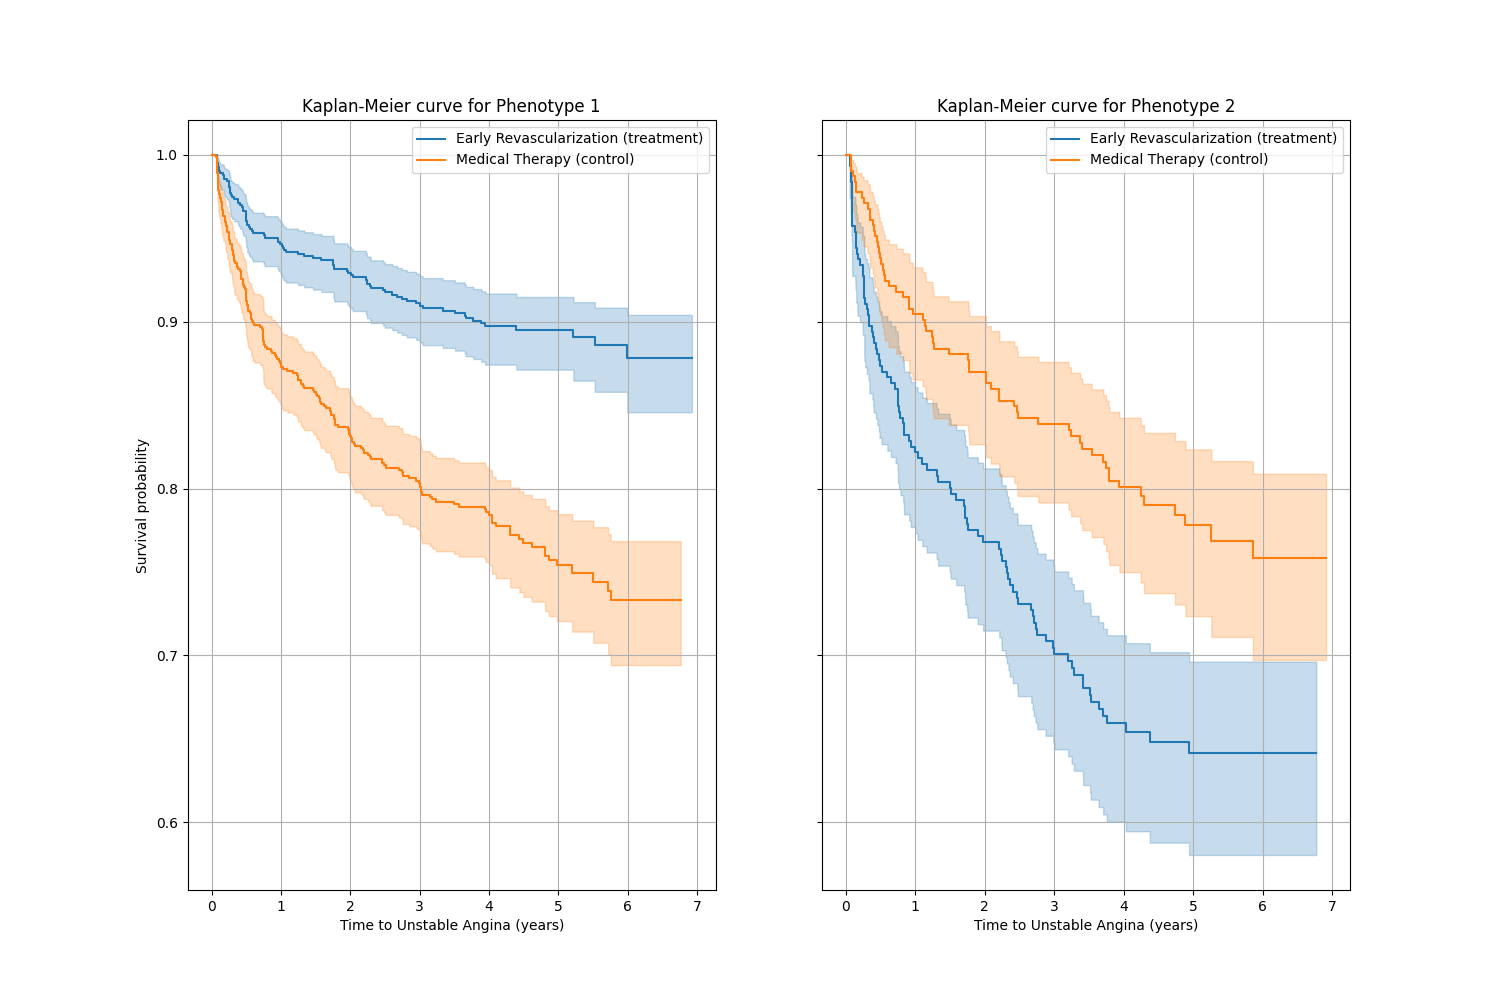 Kaplan-Meier curve for Phenotype 1
Early Revascularization (treatment)
Medical Therapy (control)
Survival probability
1.0
0.9
0.8
0.7
0.6
0 1 2 3 4 5 6 7
Time to Unstable Angina (years)
Kaplan-Meier curve for Phenotype 2
Early Revascularization (treatment)
Medical Therapy (control)
0 1 2 3 4 5 6 7
Time to Unstable Angina (years)